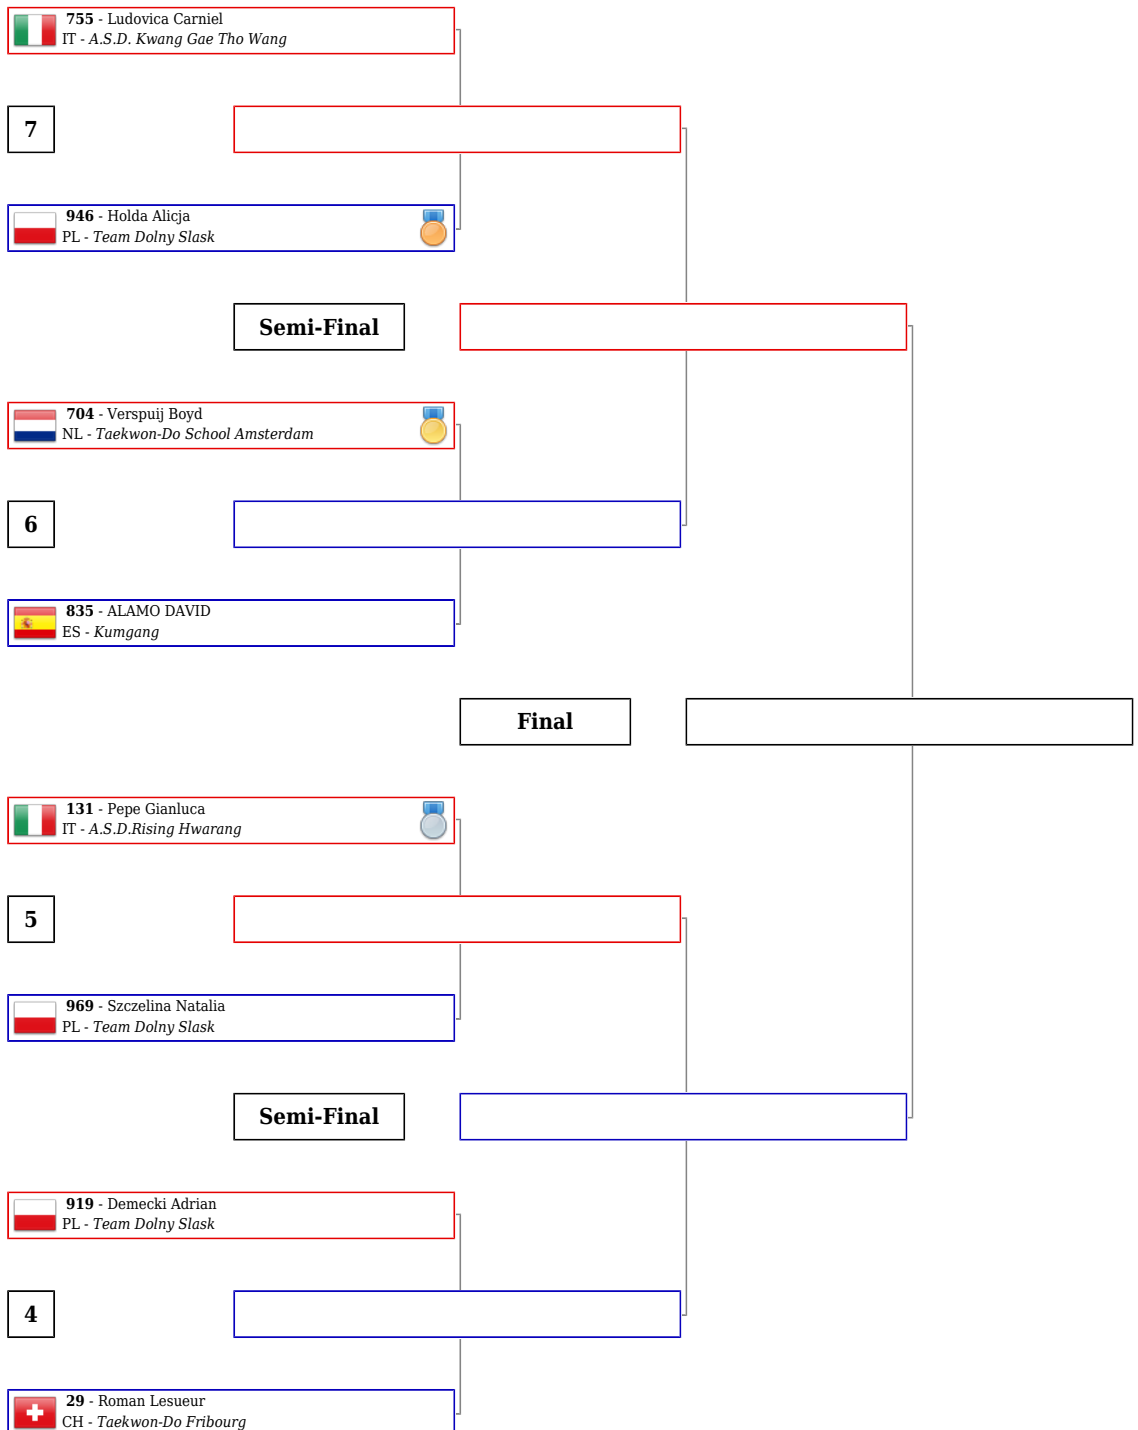 755 - Ludovica Carniel
IT - A.S.D. Kwang Gae Tho Wang
7
946 - Holda Alicja
PL - Team Dolny Slask
Semi-Final
704 - Verspuij Boyd
NL - Taekwon-Do School Amsterdam
6
835 - ALAMO DAVID
ES - Kumgang
Final
131 - Pepe Gianluca
IT - A.S.D.Rising Hwarang
5
969 - Szczelina Natalia
PL - Team Dolny Slask
Semi-Final
919 - Demecki Adrian
PL - Team Dolny Slask
4
29 - Roman Lesueur
CH - Taekwon-Do Fribourg